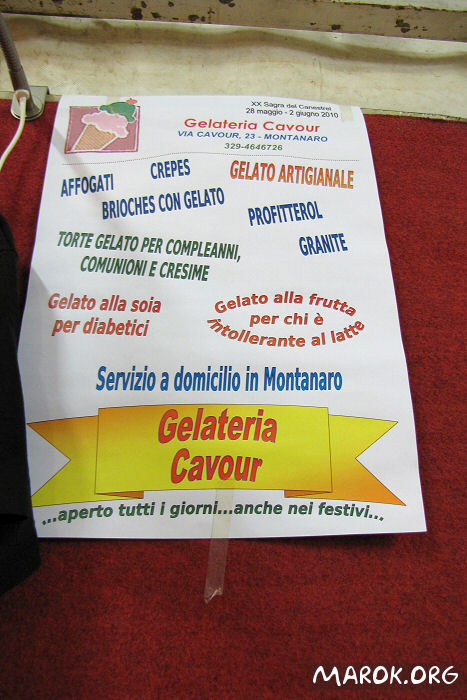 XX Sagra del Canestrel
28 maggio - 2 giugno 2010
Gelateria Cavour
VIA CAVOUR, 23 - MONTANARO
329-4646726
CREPES
GELATO ARTIGIANALE
AFFOGATI
BRIOCHES CON GELATO
PROFITTEROL
GRANITE
TORTE GELATO PER COMPLEANNI,
COMUNIONI E CRESIME
Gelato alla soia
per diabetici
Gelato alla frutta
per chi è
intollerante al latte
Servizio a domicilio in Montanaro
Gelateria
Cavour
...aperto tutti i giorni...anche nei festivi...
MAROK.ORG